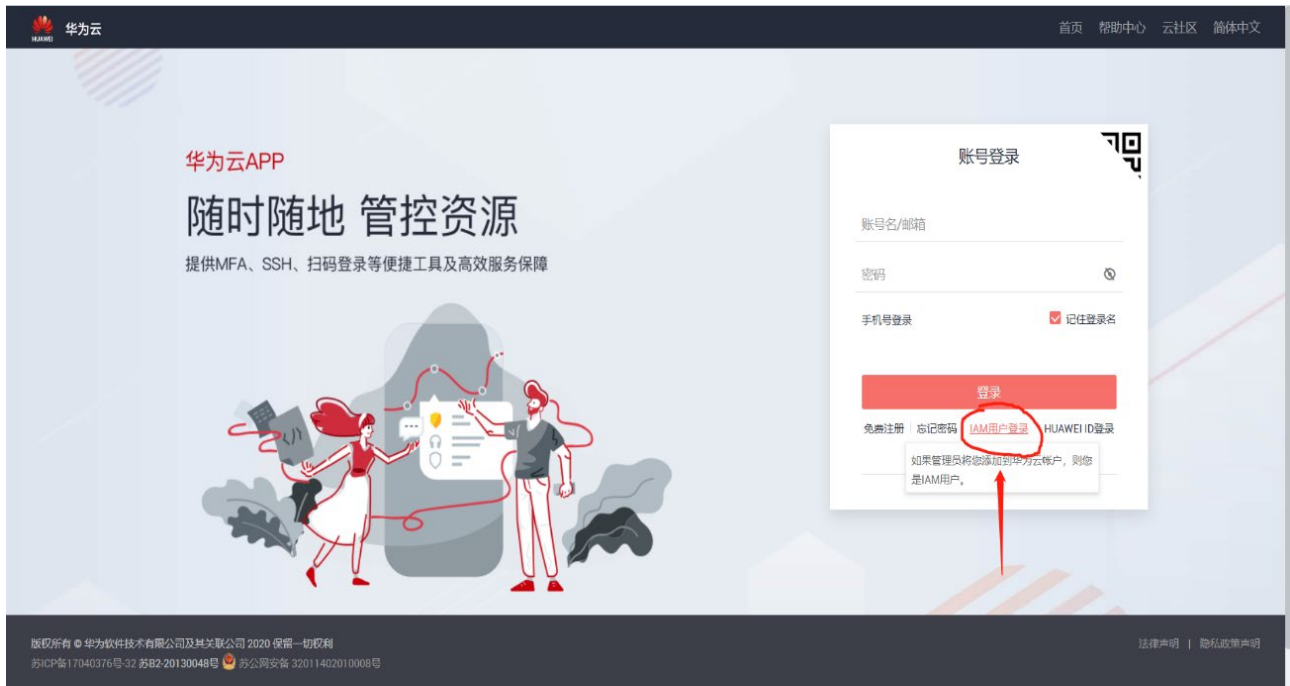 HUAWEI 华为云
首页 帮助中心 云社区 简体中文
华为云APP
随时随地 管控资源
提供MFA、SSH、扫码登录等便捷工具及高效服务保障
账号登录
账号名/邮箱
密码
手机号登录 记住登录名
登录
免费注册 | 忘记密码 IAM用户登录 HUAWEI ID登录
如果管理员将您添加到华为云帐户，则您
是IAM用户。
版权所有 © 华为软件技术有限公司及其关联公司 2020 保留一切权利
法律声明 | 隐私政策声明
苏ICP备17040376号-32 苏B2-20130048号 苏公网安备 32011402010008号